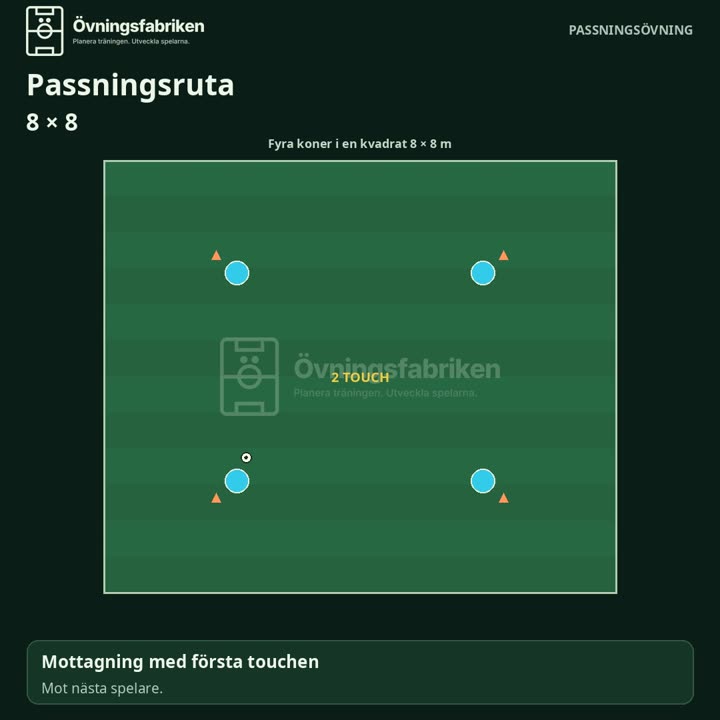 Övningsfabriken
Planera träningen. Utveckla spelarna.
PASSNINGSÖVNING
Passningsruta
8 × 8
Fyra koner i en kvadrat 8 × 8 m
Övningsfabriken
2 TOUCH
Planera träningen. Utveckla spelarna.
Mottagning med första touchen
Mot nästa spelare.